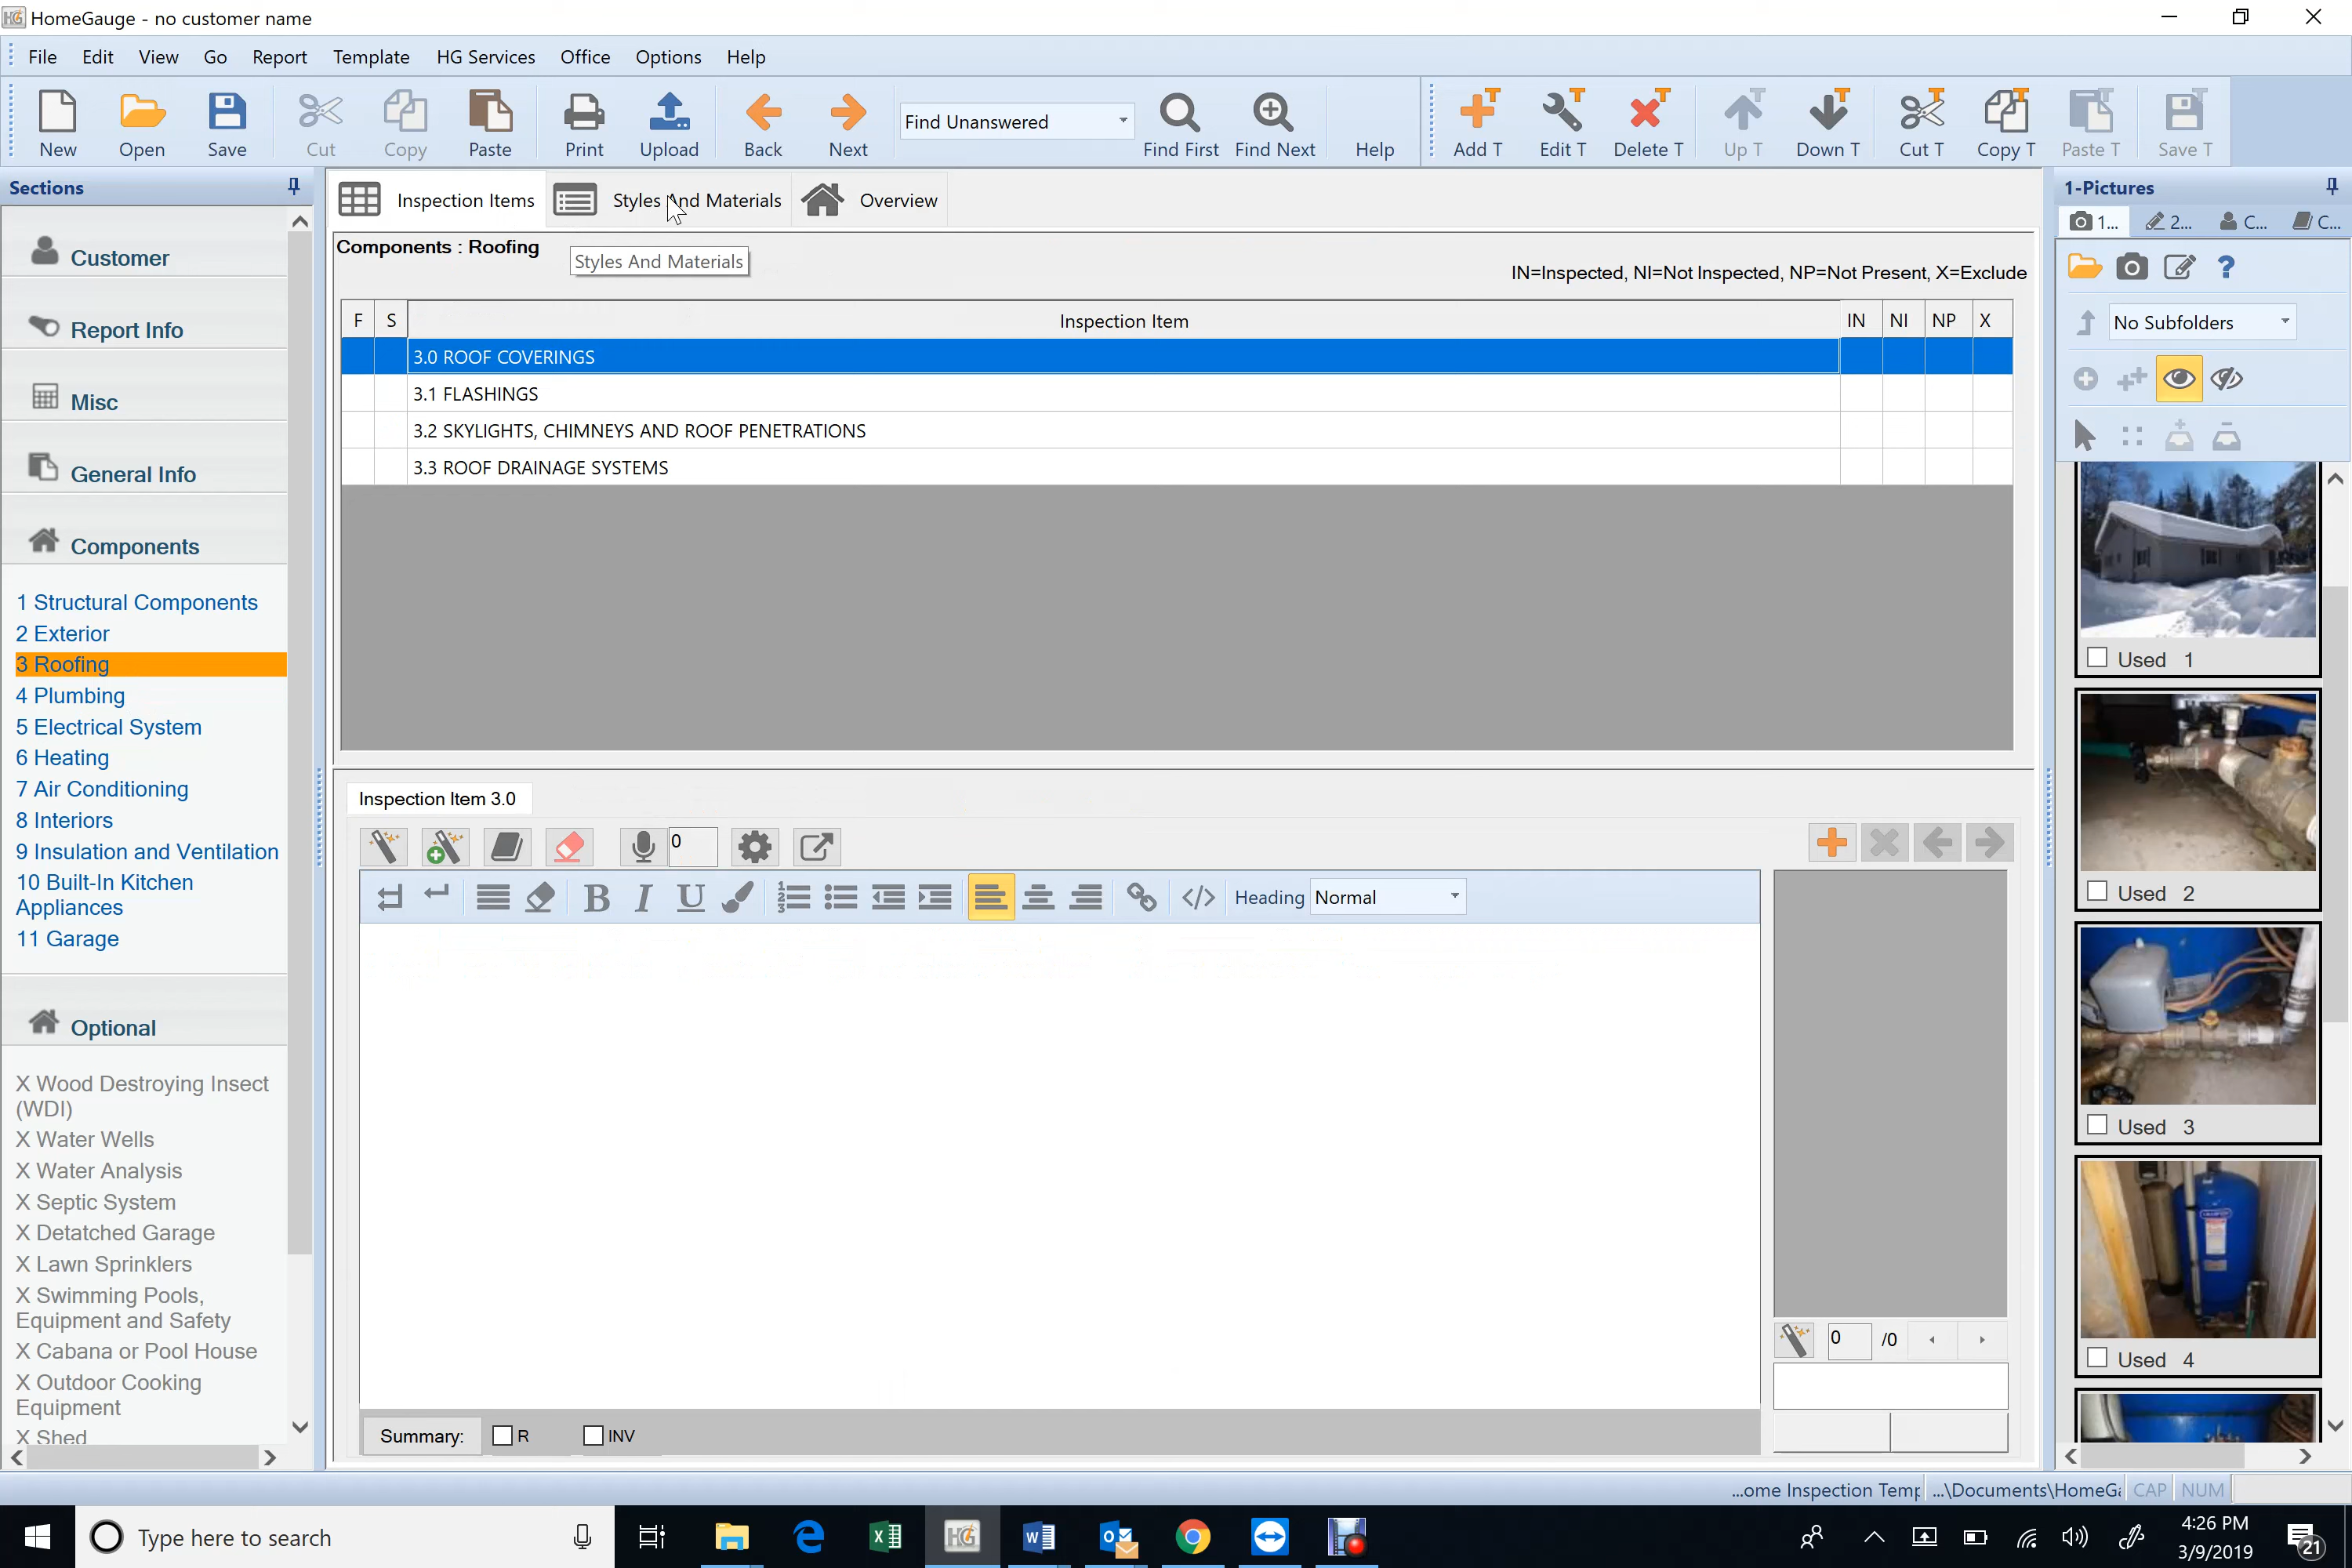 HomeGauge - no customer name
File Edit View Go Report Template HG Services Office Options Help
New Open Save Cut Copy Paste Print Upload Back Next Find Unanswered Find First Find Next Help Add T Edit T Delete T Up T Down T Cut T Copy T Paste T Save T
Sections
Customer
Report Info
Misc
General Info
Components
1 Structural Components
2 Exterior
3 Roofing
4 Plumbing
5 Electrical System
6 Heating
7 Air Conditioning
8 Interiors
9 Insulation and Ventilation
10 Built-In Kitchen
Appliances
11 Garage
Optional
X Wood Destroying Insect
(WDI)
X Water Wells
X Water Analysis
X Septic System
X Detatched Garage
X Lawn Sprinklers
X Swimming Pools,
Equipment and Safety
X Cabana or Pool House
X Outdoor Cooking
Equipment
X Shed
Inspection Items Styles And Materials Overview
Components : Roofing
Styles And Materials
IN=Inspected, NI=Not Inspected, NP=Not Present, X=Exclude
F S Inspection Item IN NI NP X
3.0 ROOF COVERINGS
3.1 FLASHINGS
3.2 SKYLIGHTS, CHIMNEYS AND ROOF PENETRATIONS
3.3 ROOF DRAINAGE SYSTEMS
Inspection Item 3.0
0
B I U Heading Normal
0 /0
Summary: R INV
1-Pictures
1... 2... C... C...
No Subfolders
Used 1
Used 2
Used 3
Used 4
...ome Inspection Temp ...\Documents\HomeGa CAP NUM
Type here to search
4:26 PM
3/9/2019
21